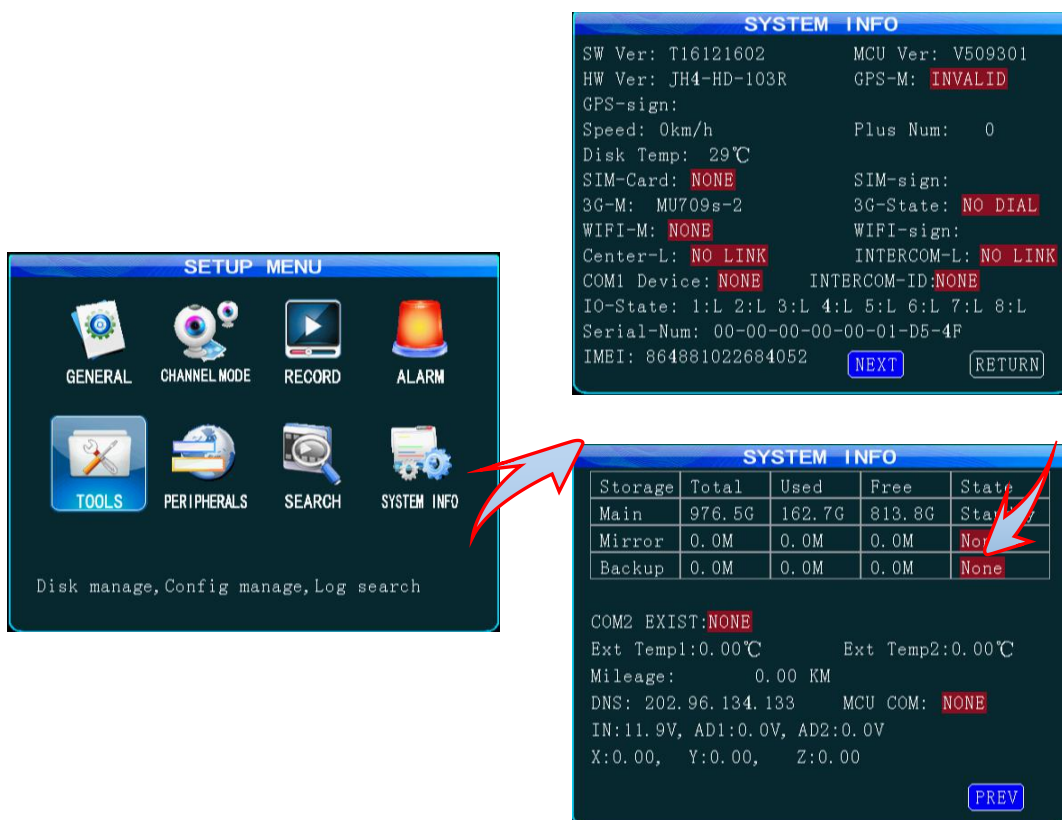 SYSTEM INFO
SW Ver: T16121602 MCU Ver: V509301
HW Ver: JH4-HD-103R GPS-M: INVALID
GPS-sign:
Speed: 0km/h Plus Num: 0
Disk Temp: 29℃
SIM-Card: NONE SIM-sign:
3G-M: MU709s-2 3G-State: NO DIAL
WIFI-M: NONE WIFI-sign:
Center-L: NO LINK INTERCOM-L: NO LINK
COM1 Device: NONE INTERCOM-ID:NONE
IO-State: 1:L 2:L 3:L 4:L 5:L 6:L 7:L 8:L
Serial-Num: 00-00-00-00-00-01-D5-4F
IMEI: 864881022684052 NEXT RETURN
SETUP MENU
GENERAL CHANNEL MODE RECORD ALARM
TOOLS PERIPHERALS SEARCH SYSTEM INFO
Disk manage,Config manage,Log search
SYSTEM INFO
Storage Total Used Free State
Main 976.5G 162.7G 813.8G
Mirror 0.0M 0.0M 0.0M
Backup 0.0M 0.0M 0.0M None
COM2 EXIST:NONE
Ext Temp1:0.00℃ Ext Temp2:0.00℃
Mileage: 0.00 KM
DNS: 202.96.134.133 MCU COM: NONE
IN:11.9V, AD1:0.0V, AD2:0.0V
X:0.00, Y:0.00, Z:0.00
PREV